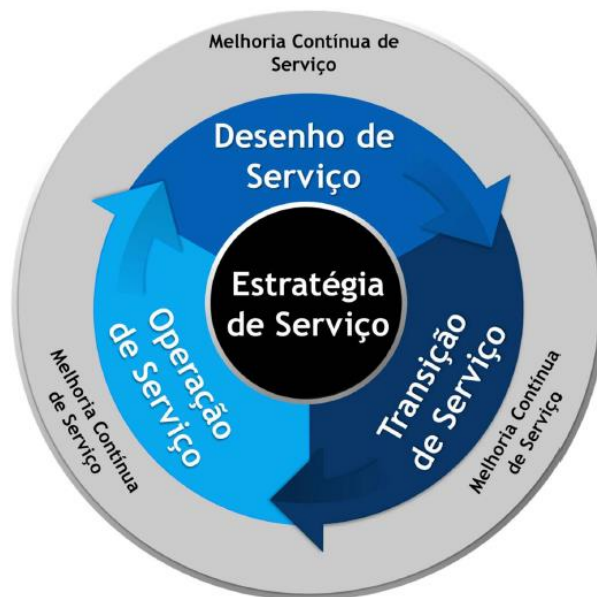 Melhoria Contínua de
Serviço
Desenho de
Serviço
Estratégia
de Serviço
Operação
de Serviço
Transição
de Serviço
Melhoria Contínua
de Serviço
Melhoria Contínua
de Serviço